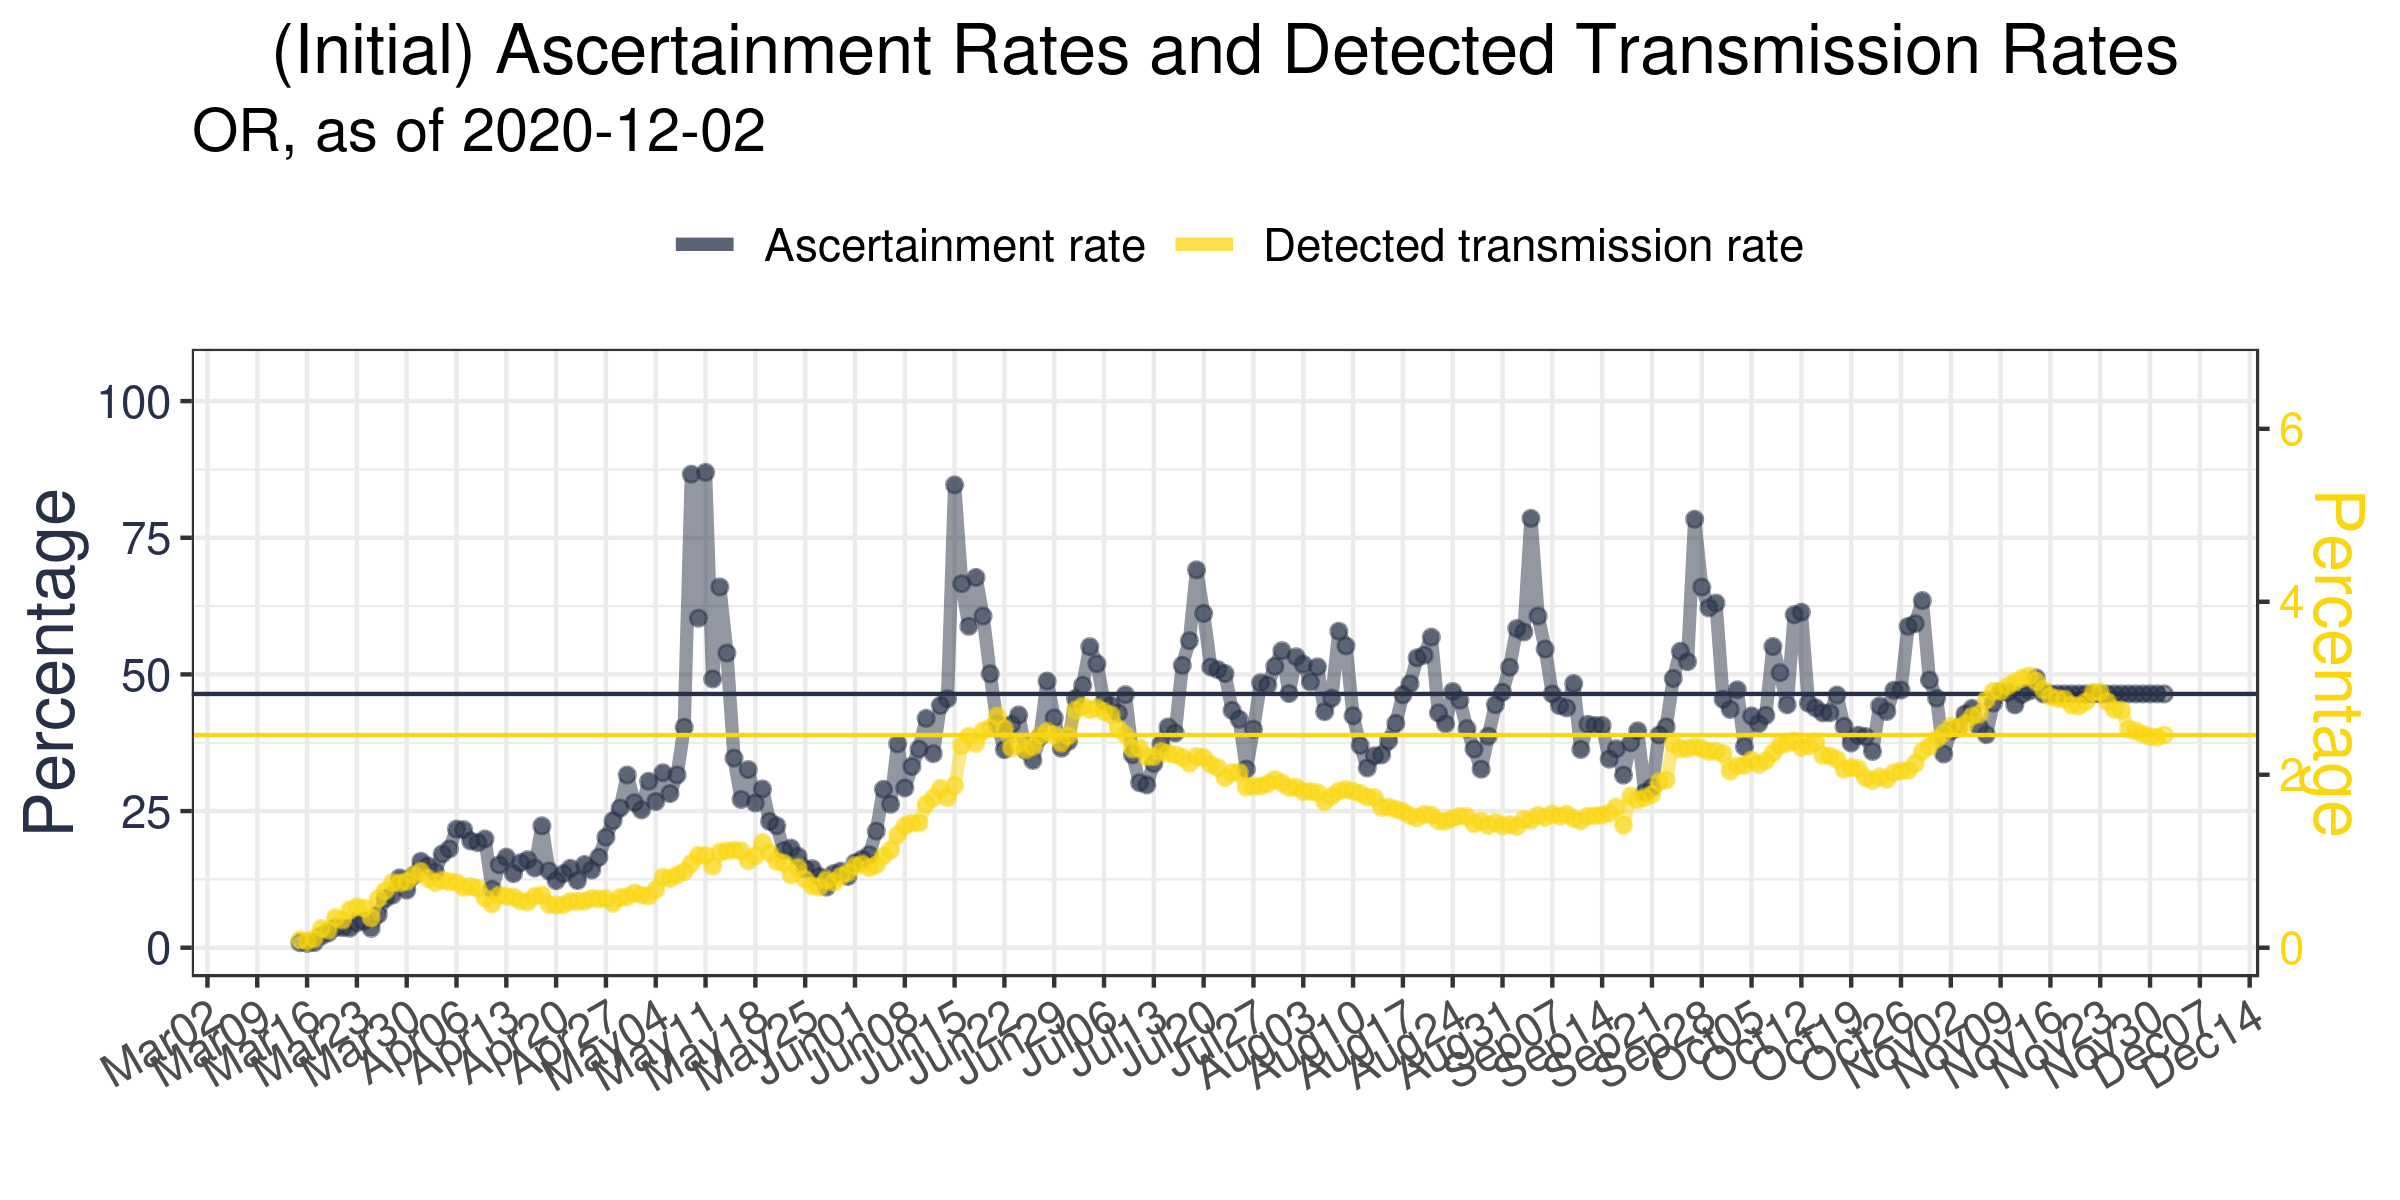 (Initial) Ascertainment Rates and Detected Transmission Rates
OR, as of 2020-12-02
Ascertainment rate
Detected transmission rate
Percentage
100
75
50
25
0
6
4
2
0
Percentage
Mar02
Mar09
Mar16
Mar23
Mar30
Apr06
Apr13
Apr20
Apr27
May04
May11
May18
May25
Jun01
Jun08
Jun15
Jun22
Jun29
Jul06
Jul13
Jul20
Jul27
Aug03
Aug10
Aug17
Aug24
Aug31
Sep07
Sep14
Sep21
Sep28
Oct05
Oct12
Oct19
Oct26
Nov02
Nov09
Nov16
Nov23
Nov30
Dec07
Dec14